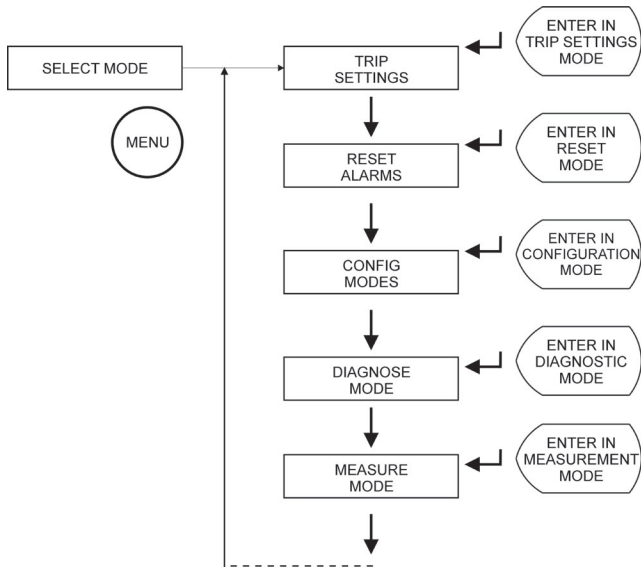 SELECT MODE
MENU
TRIP
SETTINGS
ENTER IN
TRIP SETTINGS
MODE
RESET
ALARMS
ENTER IN
RESET
MODE
CONFIG
MODES
ENTER IN
CONFIGURATION
MODE
DIAGNOSE
MODE
ENTER IN
DIAGNOSTIC
MODE
MEASURE
MODE
ENTER IN
MEASUREMENT
MODE